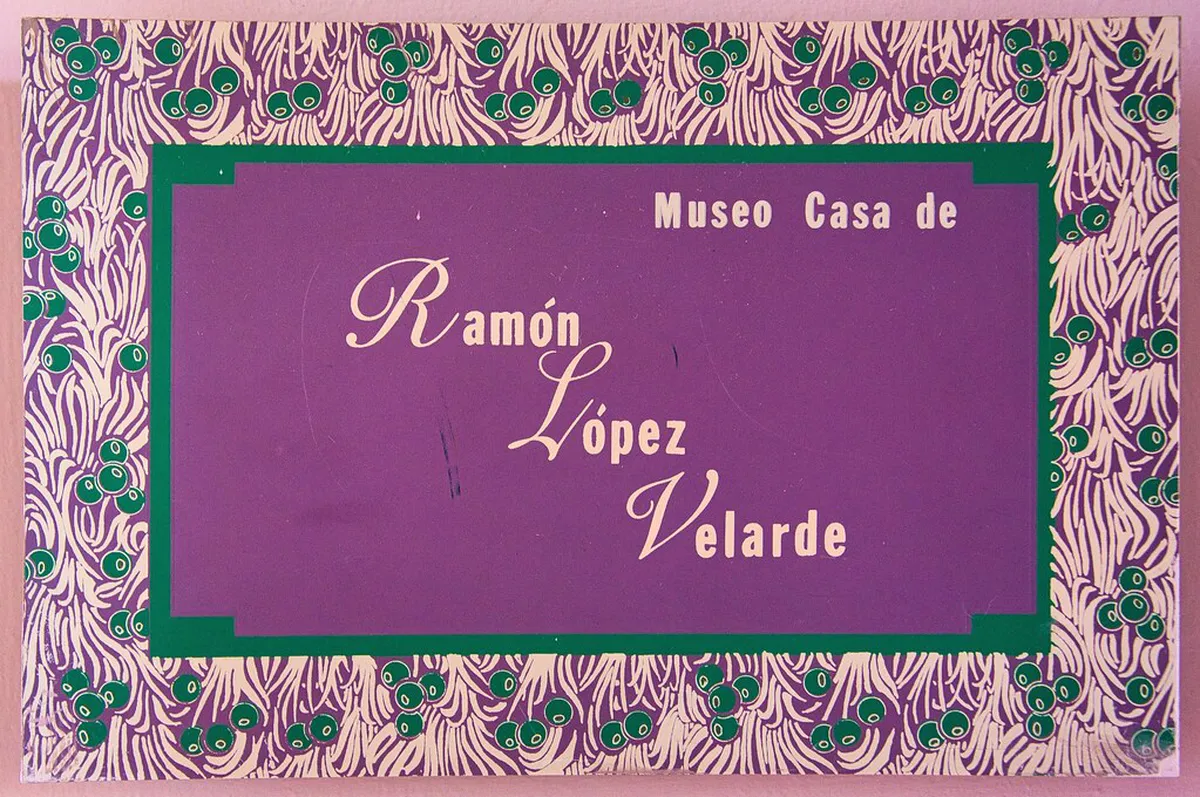 Museo Casa de
Ramón
López
Velarde